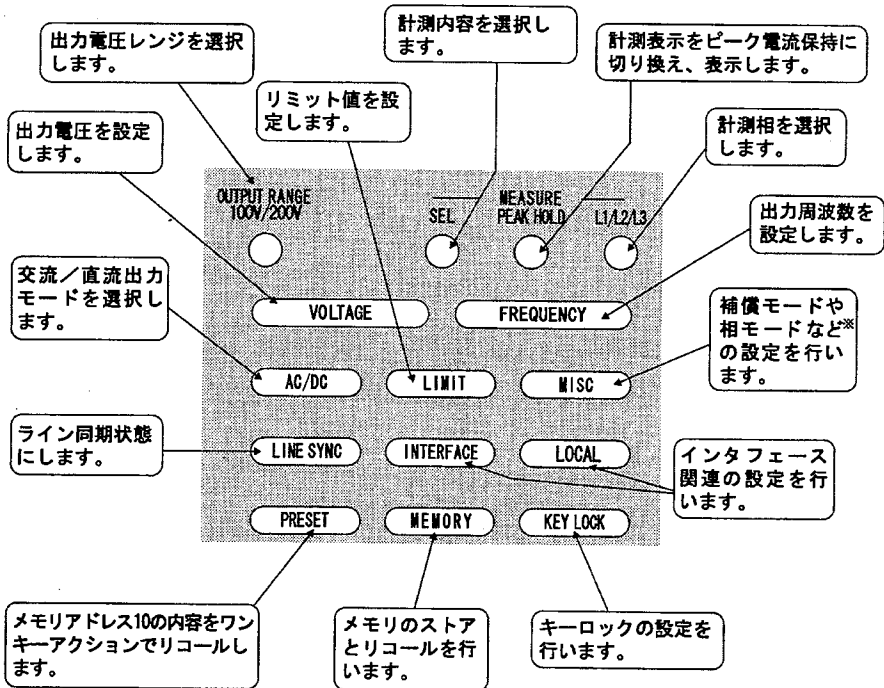 出力電圧レンジを選択
します。
計測内容を選択し
ます。
計測表示をピーク電流保持に
切り換え、表示します。
リミット値を設
定します。
出力電圧を設定
します。
計測相を選択
します。
OUTPUT RANGE
100V/200V
MEASURE
SEL
PEAK HOLD
L1/L2/L3
出力周波数を
設定します。
交流／直流出力
モードを選択し
ます。
VOLTAGE
FREQUENCY
補償モードや
相モードなど※
の設定を行い
ます。
AC/DC
LIMIT
MISC
ライン同期状態
にします。
LINE SYNC
INTERFACE
LOCAL
インタフェース
関連の設定を行
います。
PRESET
MEMORY
KEY LOCK
メモリアドレス10の内容をワン
キーアクションでリコールし
ます。
メモリのストア
とリコールを行
います。
キーロックの設定を
行います。